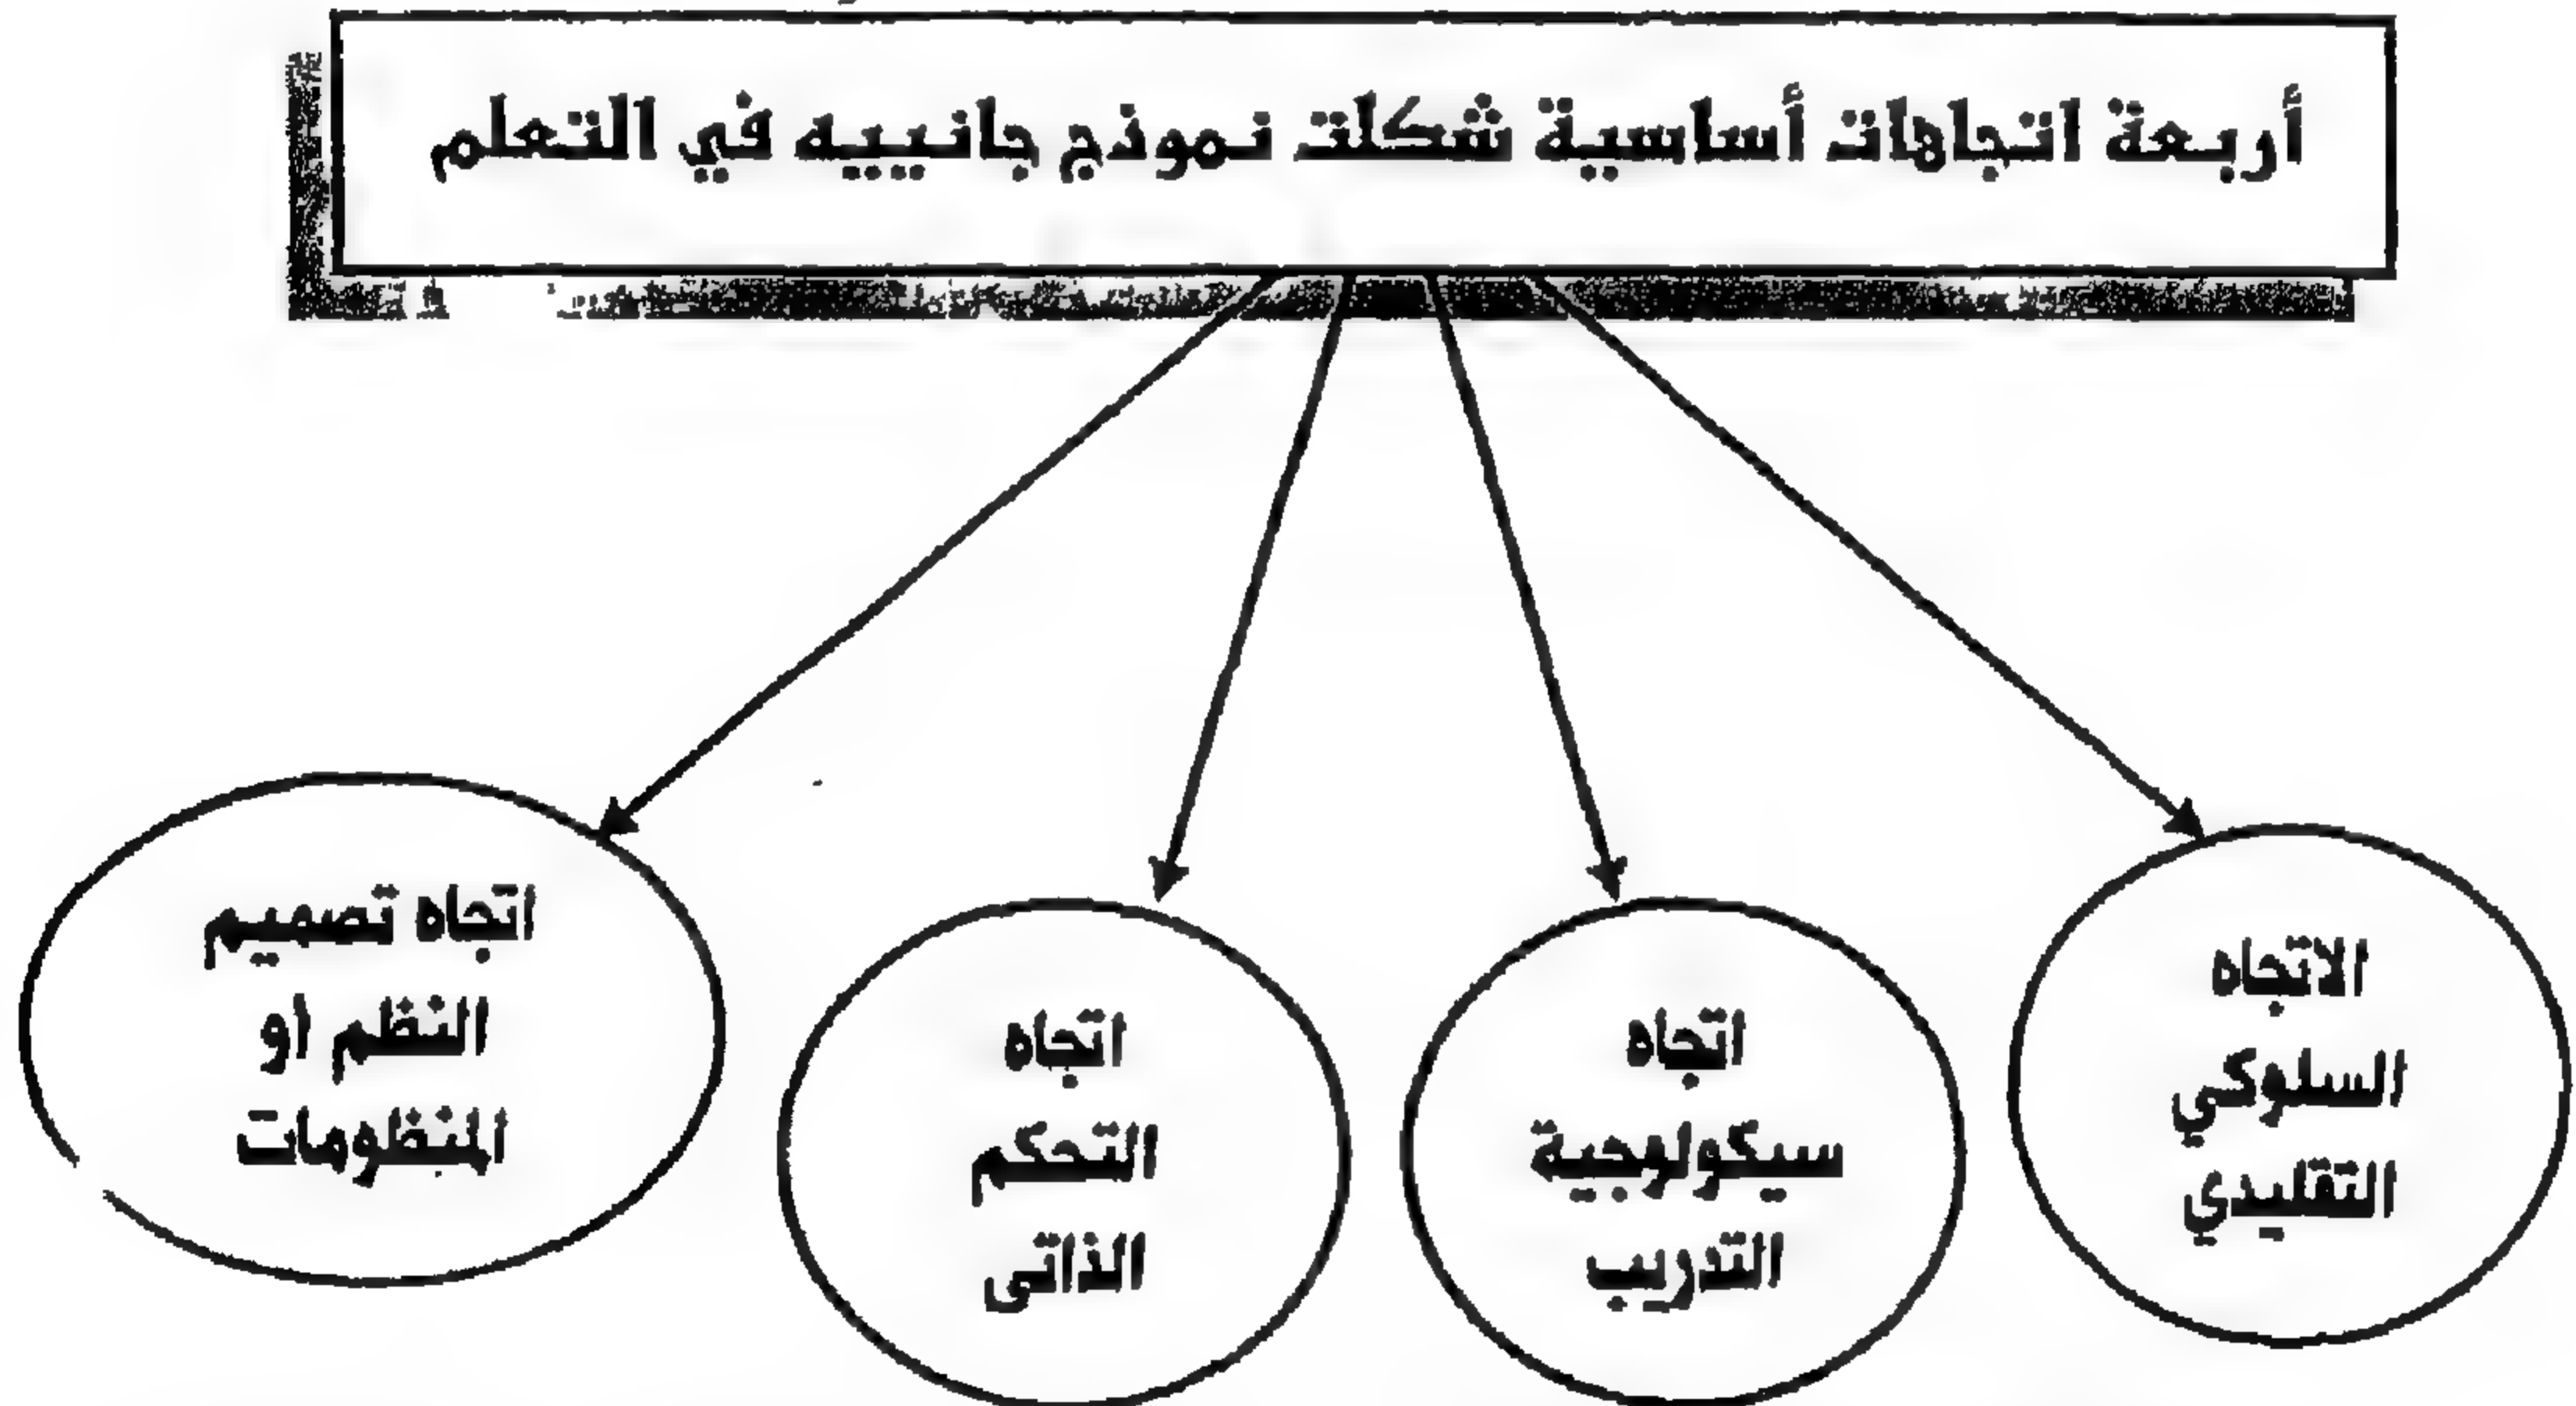 أربعة اتجاهات أساسية شكلت نموذج جانييه في التعلم
الاتجاه
السلوكي
التقليدي
اتجاه
سيكولوجية
التدريب
اتجاه
التحكم
الذاتى
اتجاه تصميم
النظم أو
المنظومات